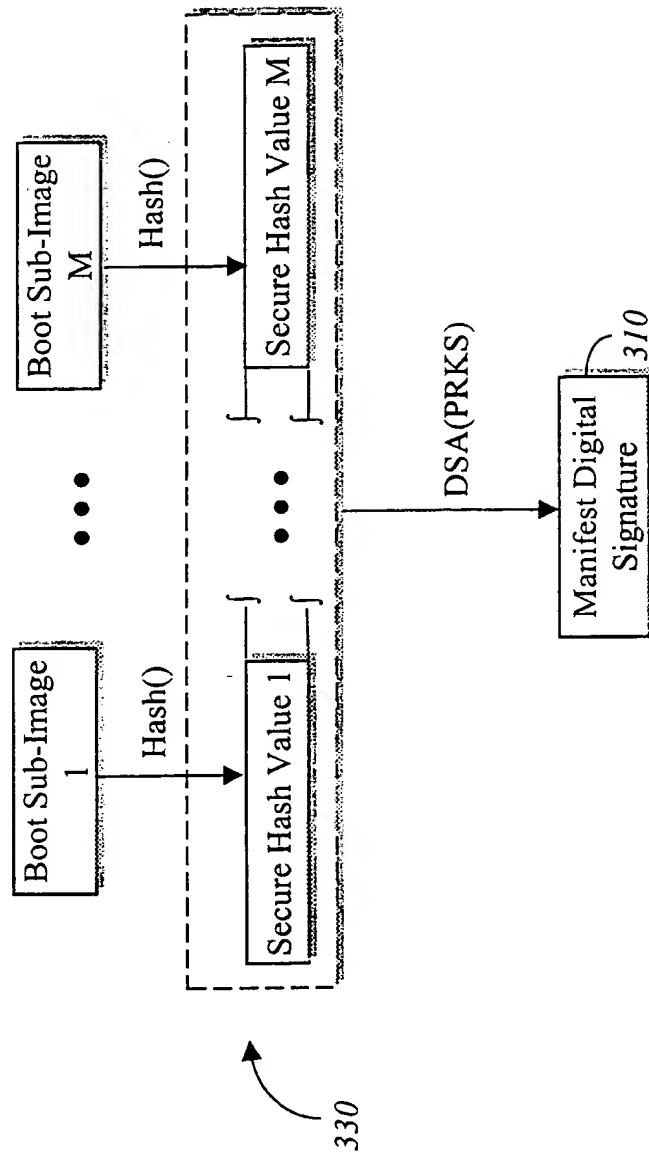 Boot Sub-Image
1
Boot Sub-Image
M
Hash()
Hash()
Secure Hash Value 1
Secure Hash Value M
330
DSA(PRKS)
Manifest Digital
Signature
310